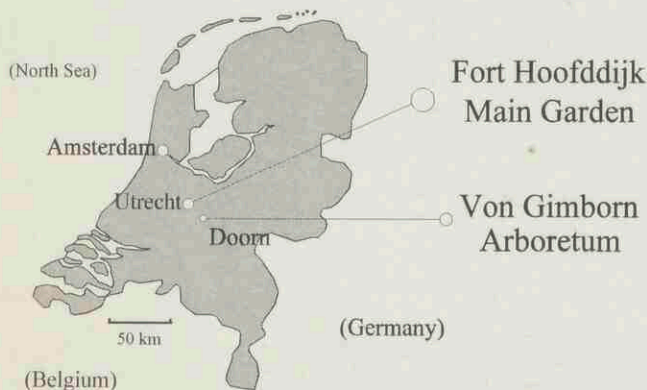 (North Sea)
Fort Hoofddijk
Main Garden
Amsterdam
Utrecht
Doorn
Von Gimborn
Arboretum
50 km
(Germany)
(Belgium)